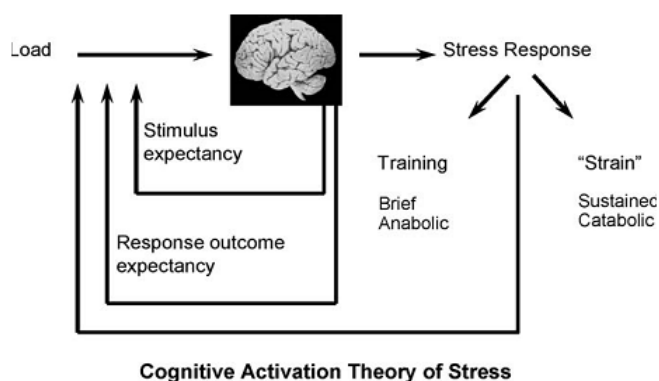 Load
Stress Response
Stimulus
expectancy
Training
"Strain"
Brief
Anabolic
Sustained
Catabolic
Response outcome
expectancy
Cognitive Activation Theory of Stress